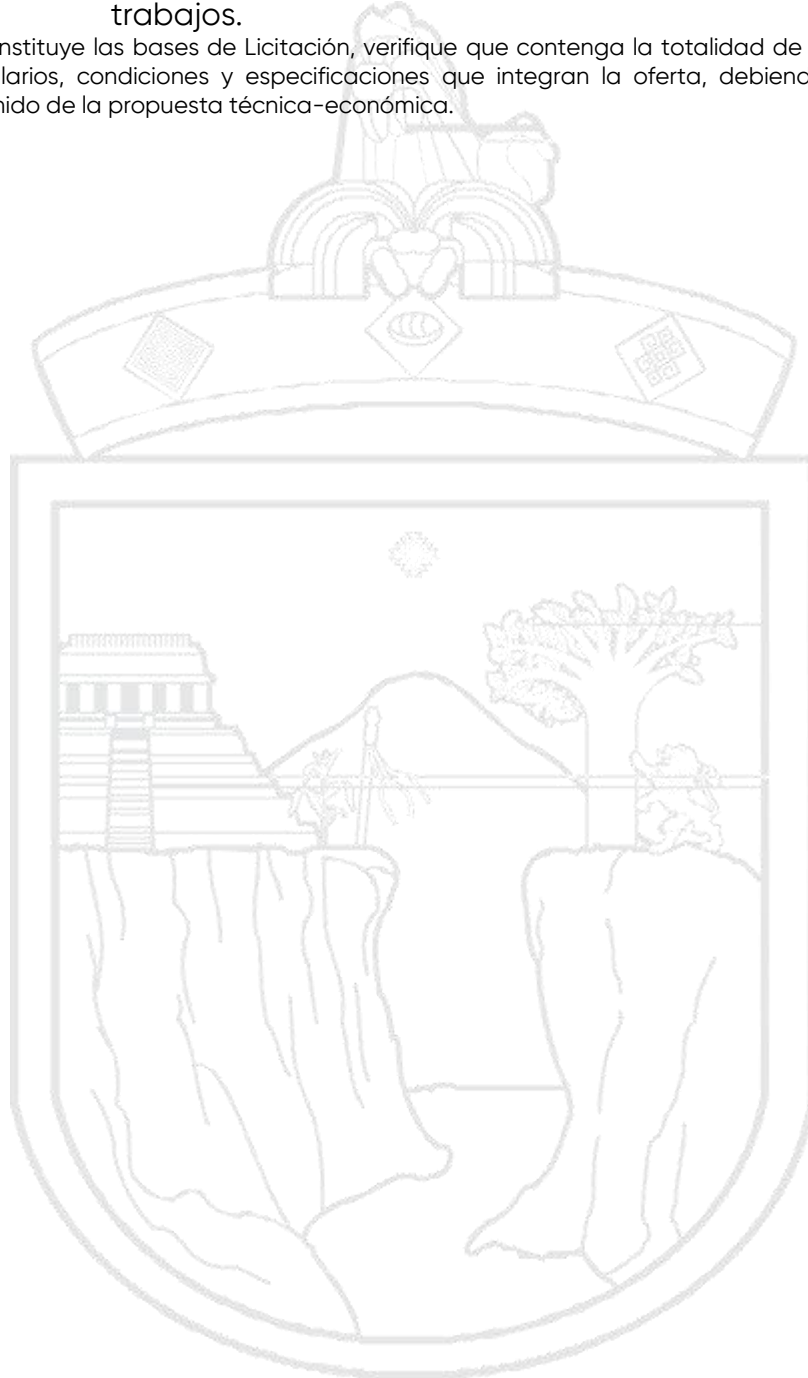 trabajos.
nstituye las bases de Licitación, verifique que contenga la totalidad de
larios, condiciones y especificaciones que integran la oferta, debiend
nido de la propuesta técnica-económica.